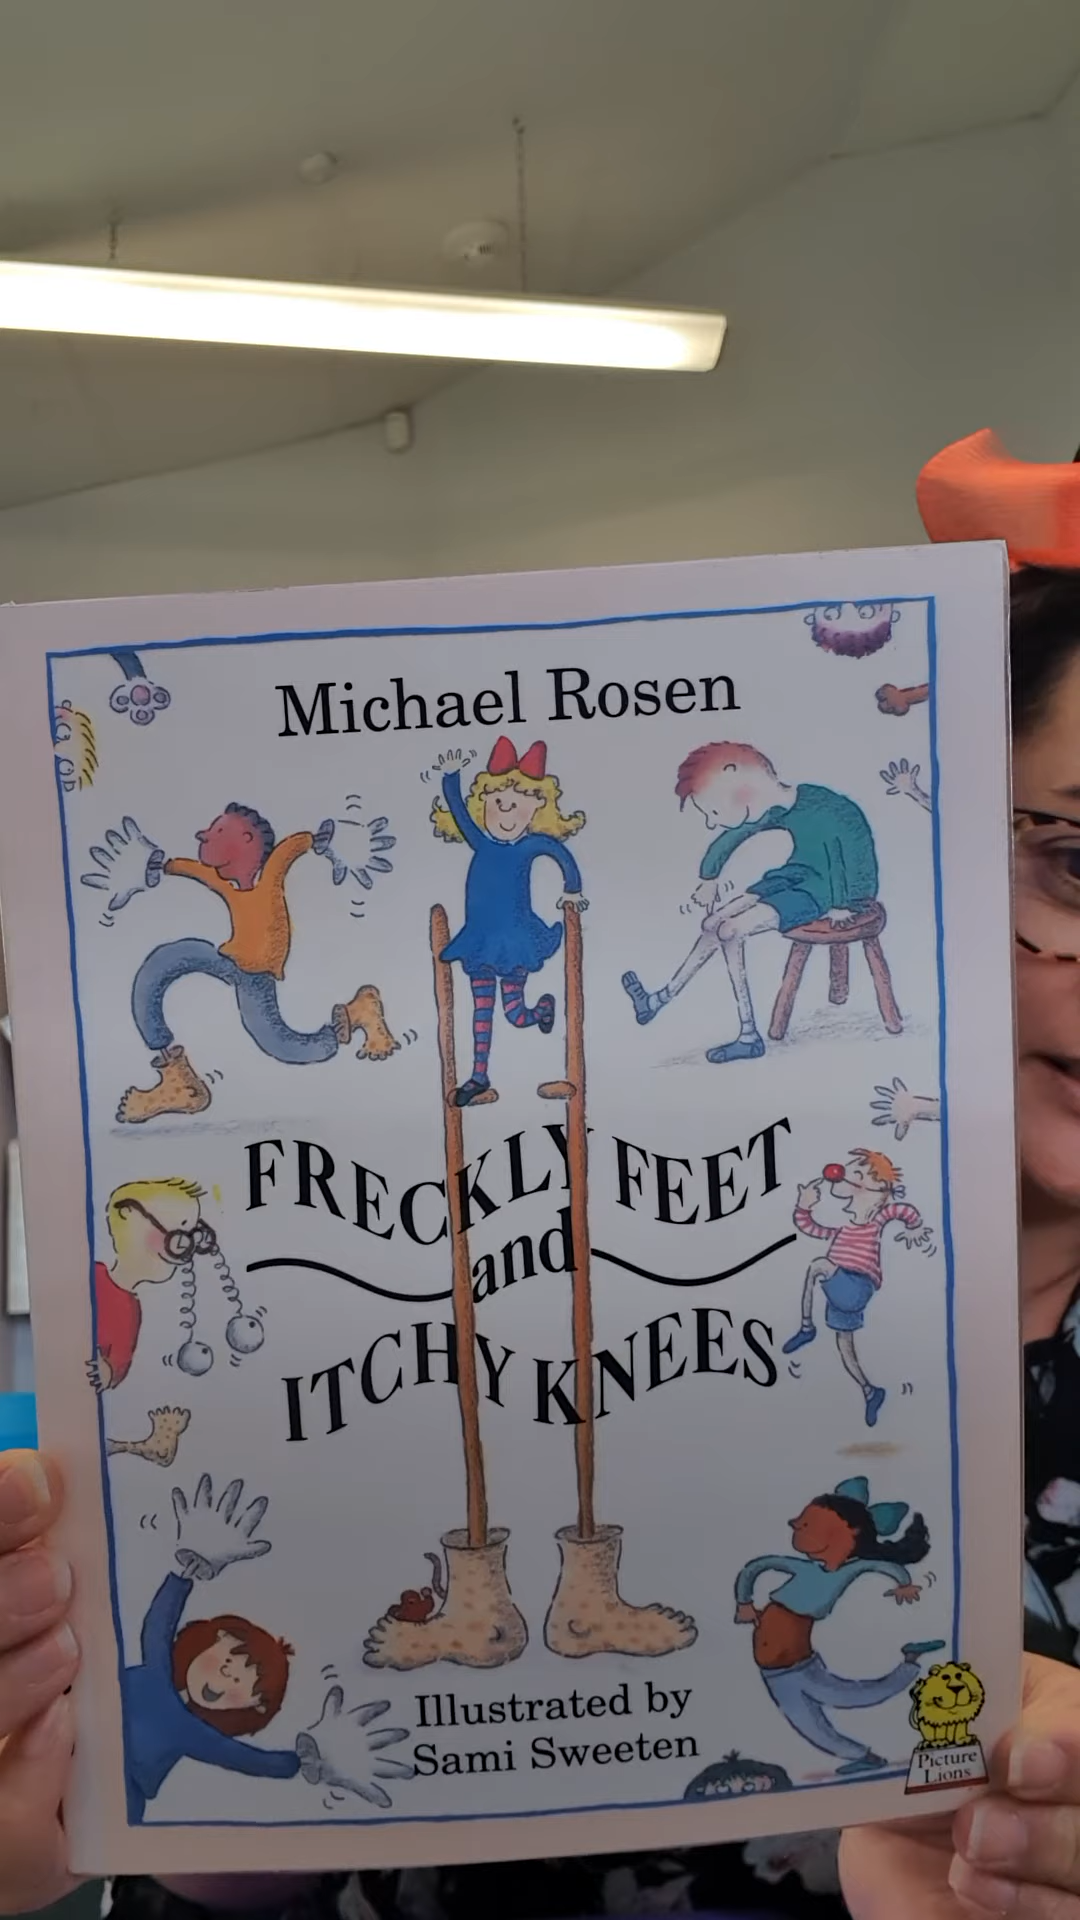 Michael Rosen
FRECKLY FEET
and
ITCHY KNEES
Illustrated by
Sami Sweeten
Picture
Lions